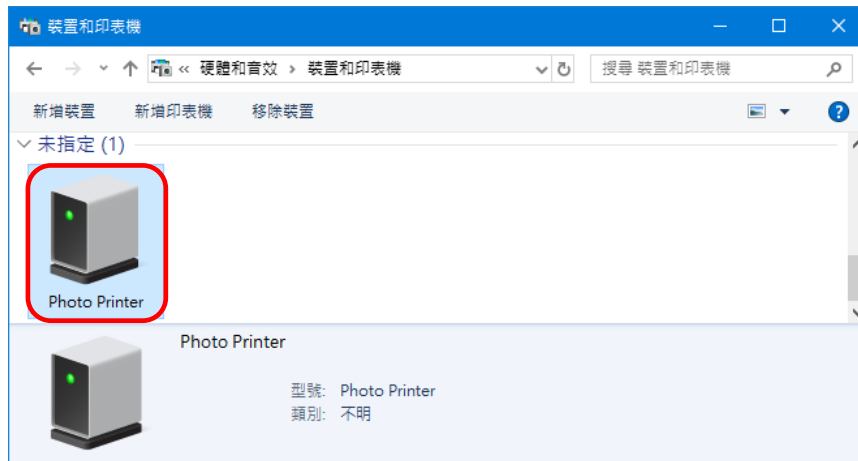 裝置和印表機
« 硬體和音效 › 裝置和印表機
搜尋 裝置和印表機
新增裝置 新增印表機 移除裝置
未指定 (1)
Photo Printer
Photo Printer
型號: Photo Printer
類別: 不明